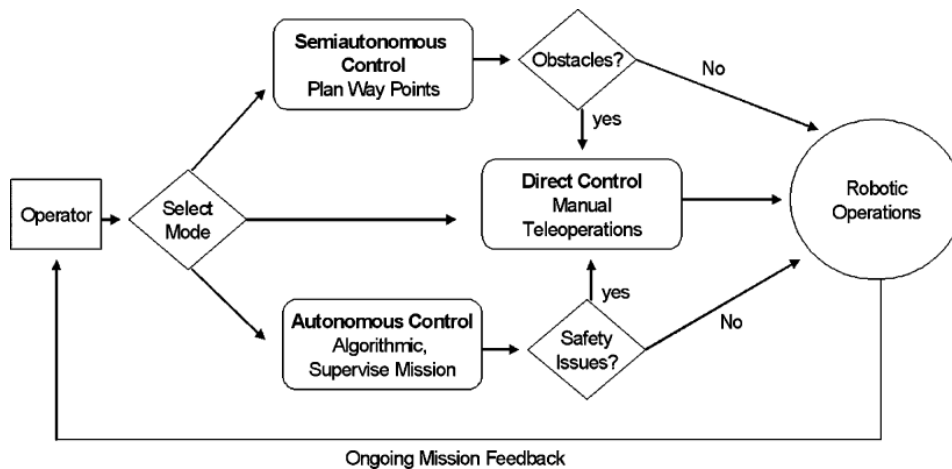 Semiautonomous
Control
Plan Way Points
Obstacles?
No
yes
Operator
Select
Mode
Direct Control
Manual
Teleoperations
Robotic
Operations
yes
Autonomous Control
Algorithmic,
Supervise Mission
Safety
Issues?
No
Ongoing Mission Feedback